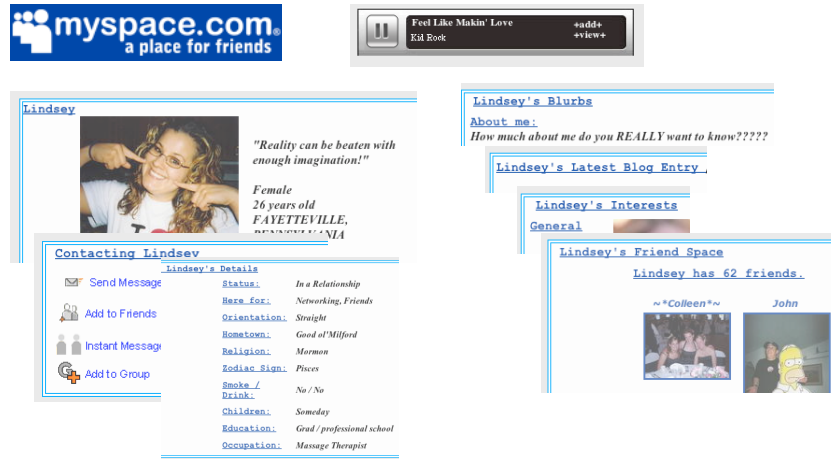 myspace.com®
a place for friends
Feel Like Makin' Love
Kid Rock
+add+
+view+
Lindsey
"Reality can be beaten with
enough imagination!"
Female
26 years old
FAYETTEVILLE,
PENNSYLVANIA
Contacting Lindsey
Send Message
Add to Friends
Instant Message
Add to Group
Lindsey's Details
Status: In a Relationship
Here for: Networking, Friends
Orientation: Straight
Hometown: Good ol'Milford
Religion: Mormon
Zodiac Sign: Pisces
Smoke /
Drink: No / No
Children: Someday
Education: Grad / professional school
Occupation: Massage Therapist
Lindsey's Blurbs
About me:
How much about me do you REALLY want to know?????
Lindsey's Latest Blog Entry
Lindsey's Interests
General
Lindsey's Friend Space
Lindsey has 62 friends.
~*Colleen*~
John